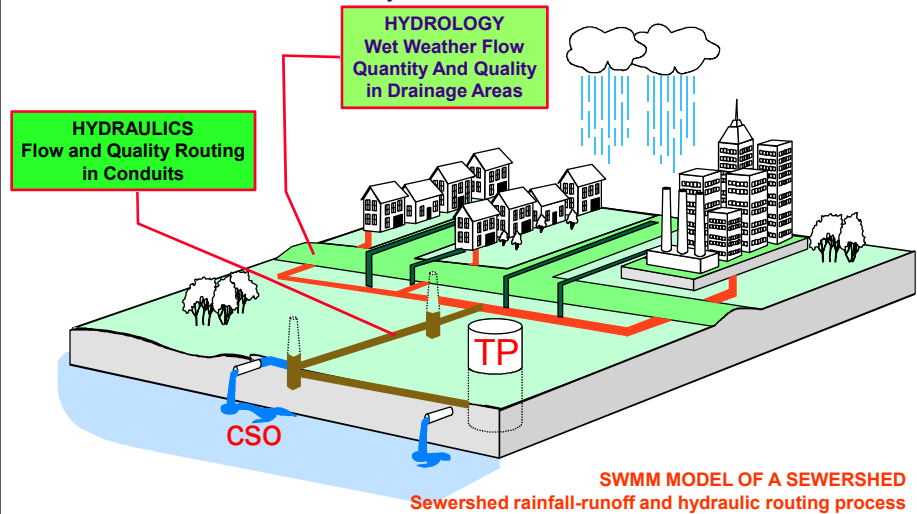 HYDROLOGY
Wet Weather Flow
Quantity And Quality
in Drainage Areas
HYDRAULICS
Flow and Quality Routing
in Conduits
TP
CSO
SWMM MODEL OF A SEWERSHED
Sewershed rainfall-runoff and hydraulic routing process